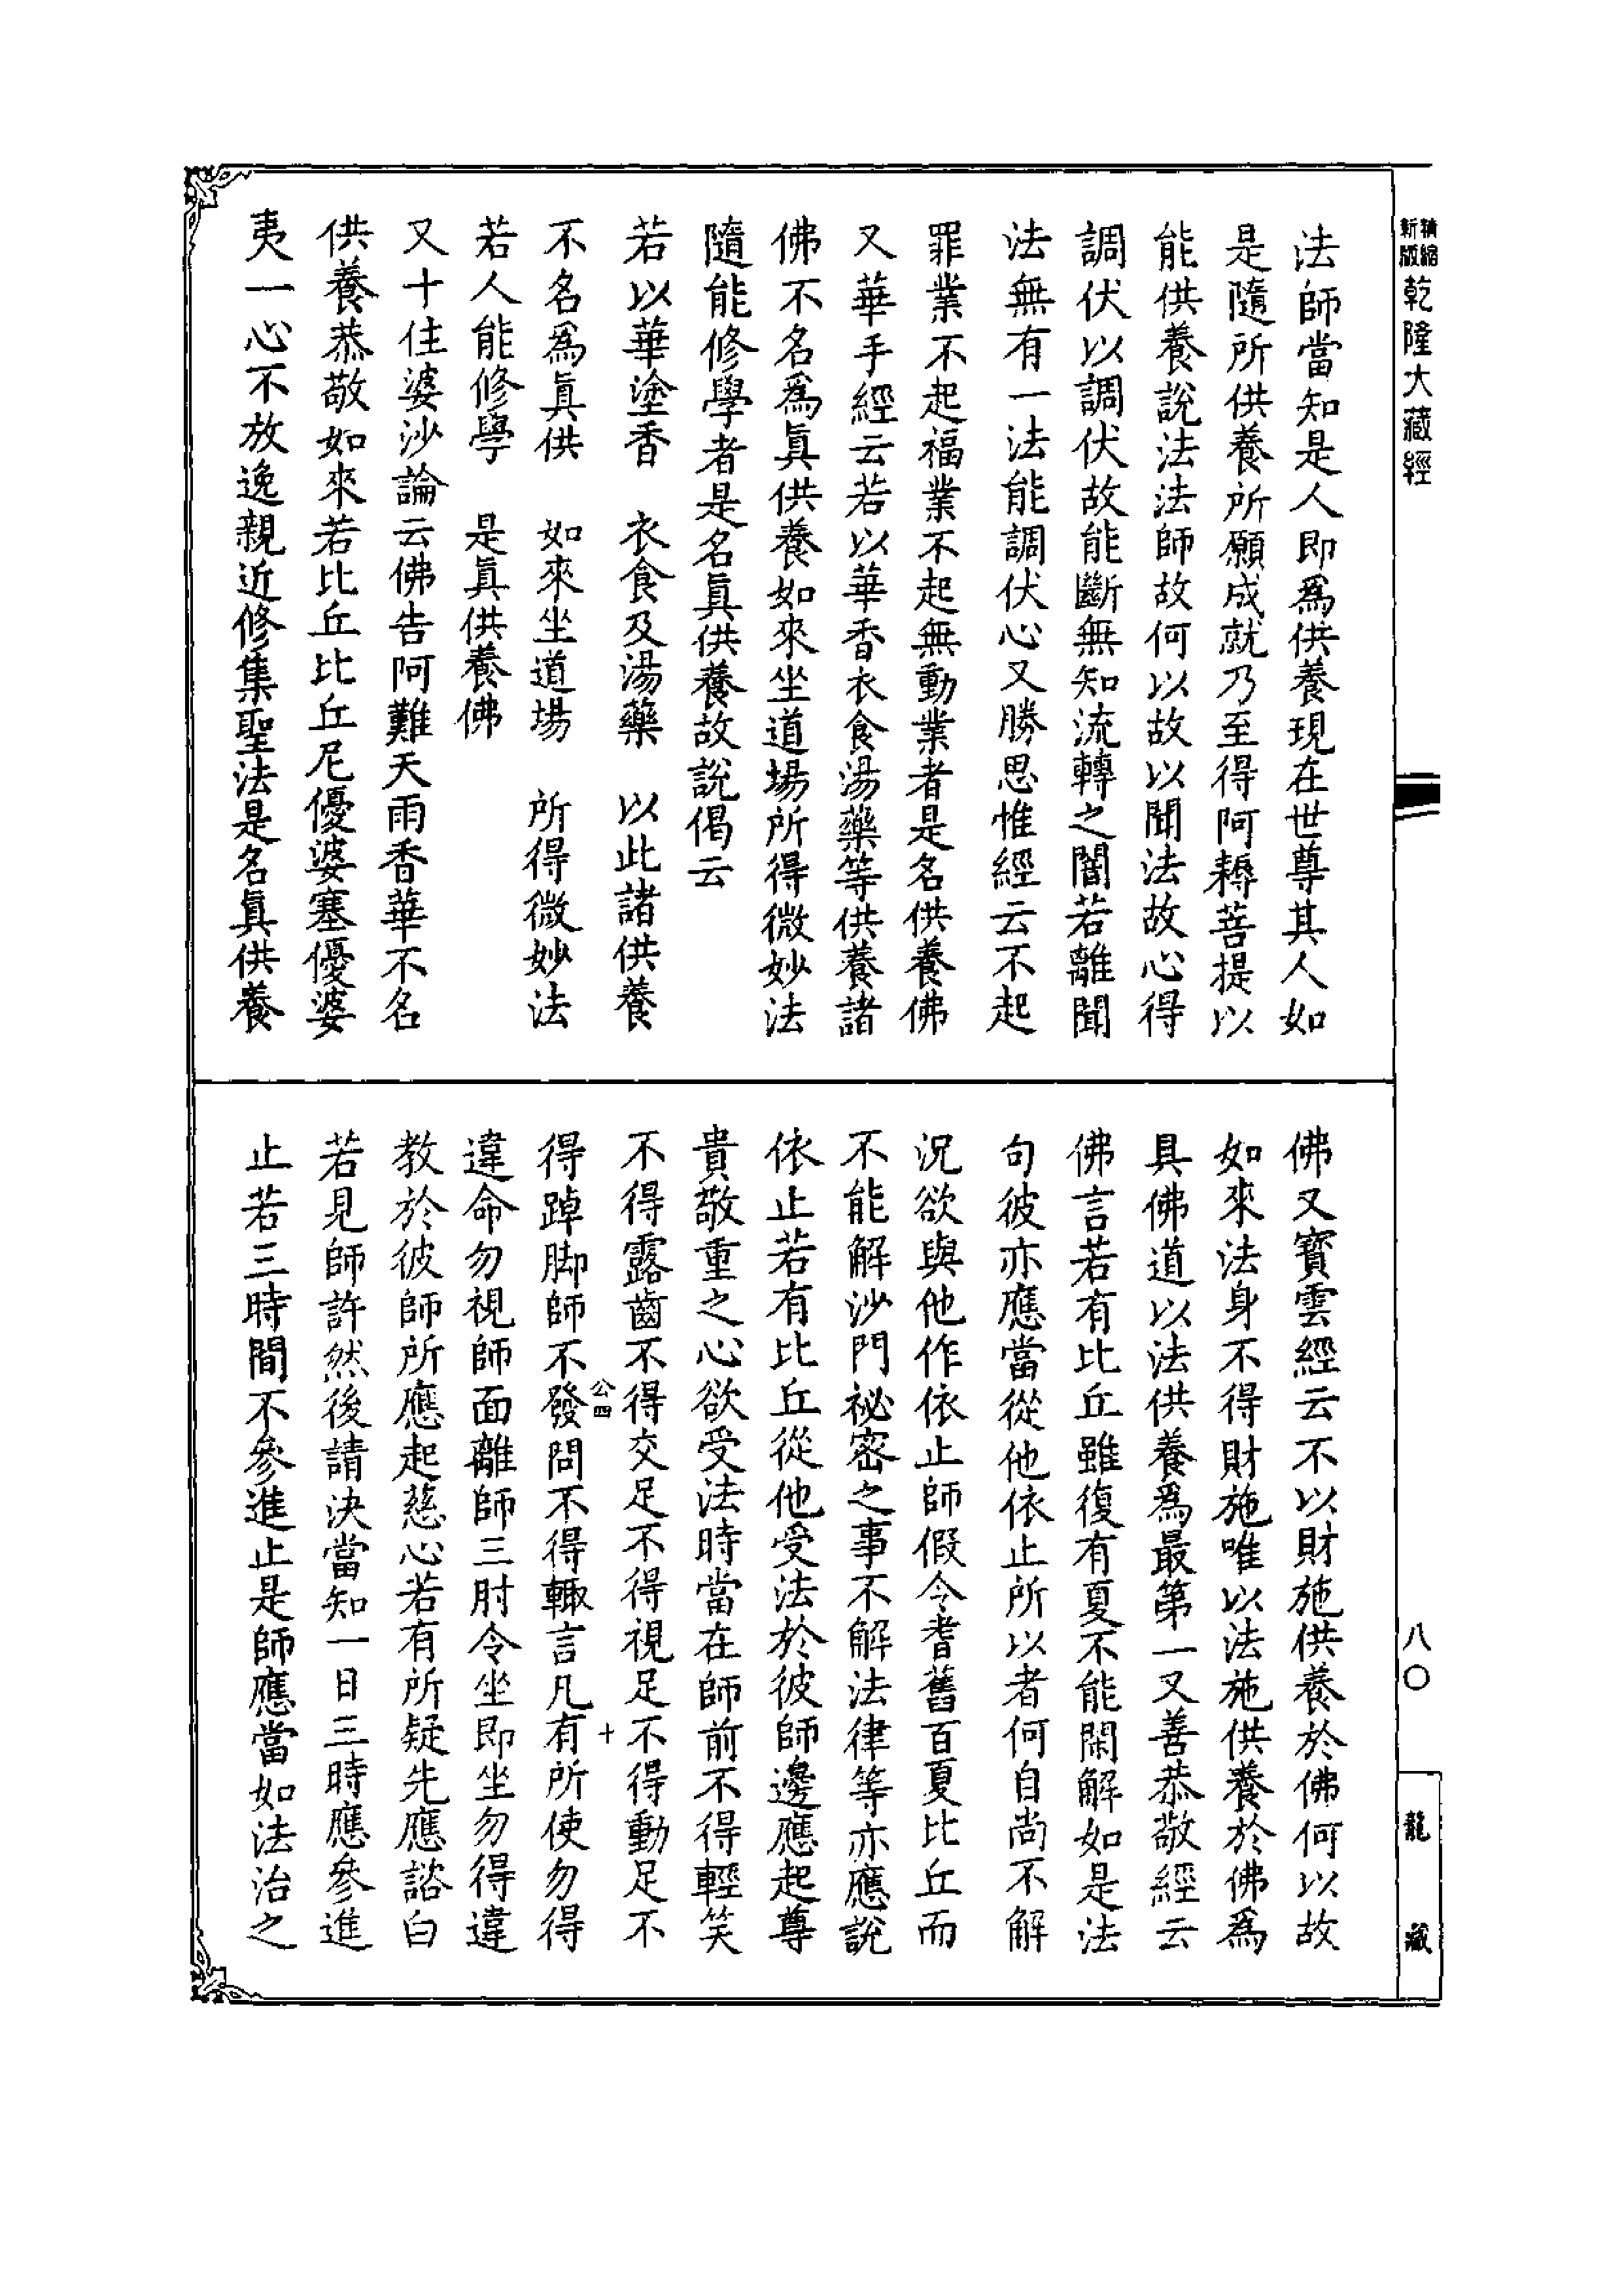 精縮新版乾隆大藏經
八〇
龍藏
法師當知是人即爲供養現在世尊其人如
是隨所供養所願成就乃至得阿耨菩提以
能供養說法法師故何以故以聞法故心得
調伏以調伏故能斷無知流轉之闇若離聞
法無有一法能調伏心又勝思惟經云不起
罪業不起福業不起無動業者是名供養佛
又華手經云若以華香衣食湯藥等供養諸
佛不名爲眞供養如來坐道場所得微妙法
隨能修學者是名眞供養故說偈云
若以華塗香　衣食及湯藥　以此諸供養
不名爲眞供　如來坐道場　所得微妙法
若人能修學　是眞供養佛
又十住婆沙論云佛告阿難天雨香華不名
供養恭敬如來若比丘比丘尼優婆塞優婆
夷一心不放逸親近修集聖法是名眞供養
佛又寶雲經云不以財施供養於佛何以故
如來法身不得財施唯以法施供養於佛爲
具佛道以法供養爲最第一又善恭敬經云
佛言若有比丘雖復有夏不能閑解如是法
句彼亦應當從他依止所以者何自尚不解
況欲與他作依止師假令耆舊百夏比丘而
不能解沙門祕密之事不解法律等亦應說
依止若有比丘從他受法於彼師邊應起尊
貴敬重之心欲受法時當在師前不得輕笑
不得露齒不得交足不得視足不得動足不
公四
十
得踔脚師不發問不得輙言凡有所使勿得
違命勿視師面離師三肘令坐即坐勿得違
教於彼師所應起慈心若有所疑先應諮白
若見師許然後請決當知一日三時應參進
止若三時間不參進止是師應當如法治之